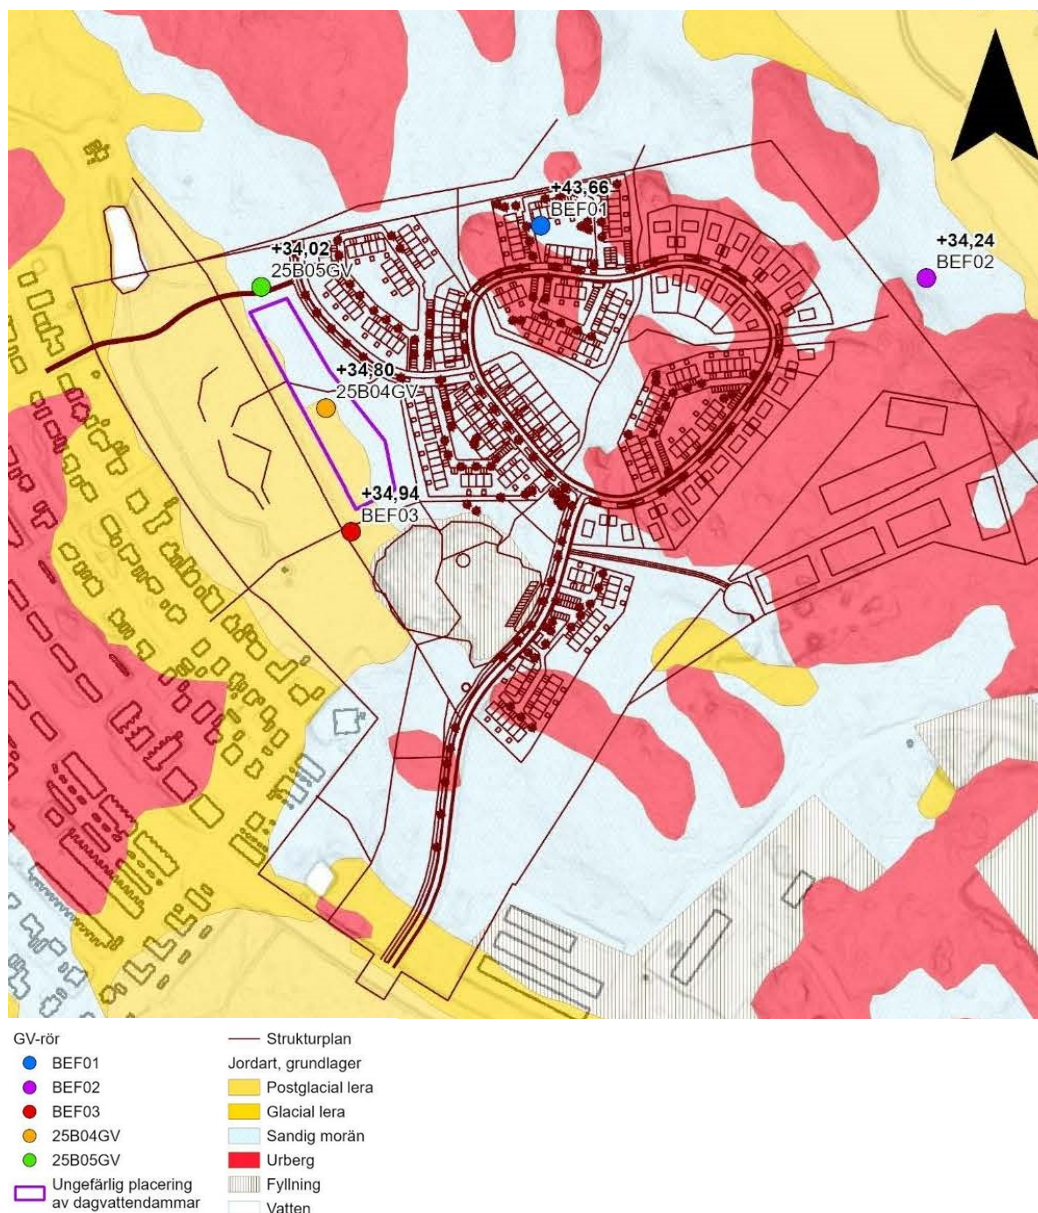 +43,66
BEF01
+34,02
25B05GV
+34,24
BEF02
+34,80
25B04GV
+34,94
BEF03
GV-rör
BEF01
BEF02
BEF03
25B04GV
25B05GV
Ungefärlig placering
av dagvattendammar
Strukturplan
Jordart, grundlager
Postglacial lera
Glacial lera
Sandig morän
Urberg
Fyllning
Vatten